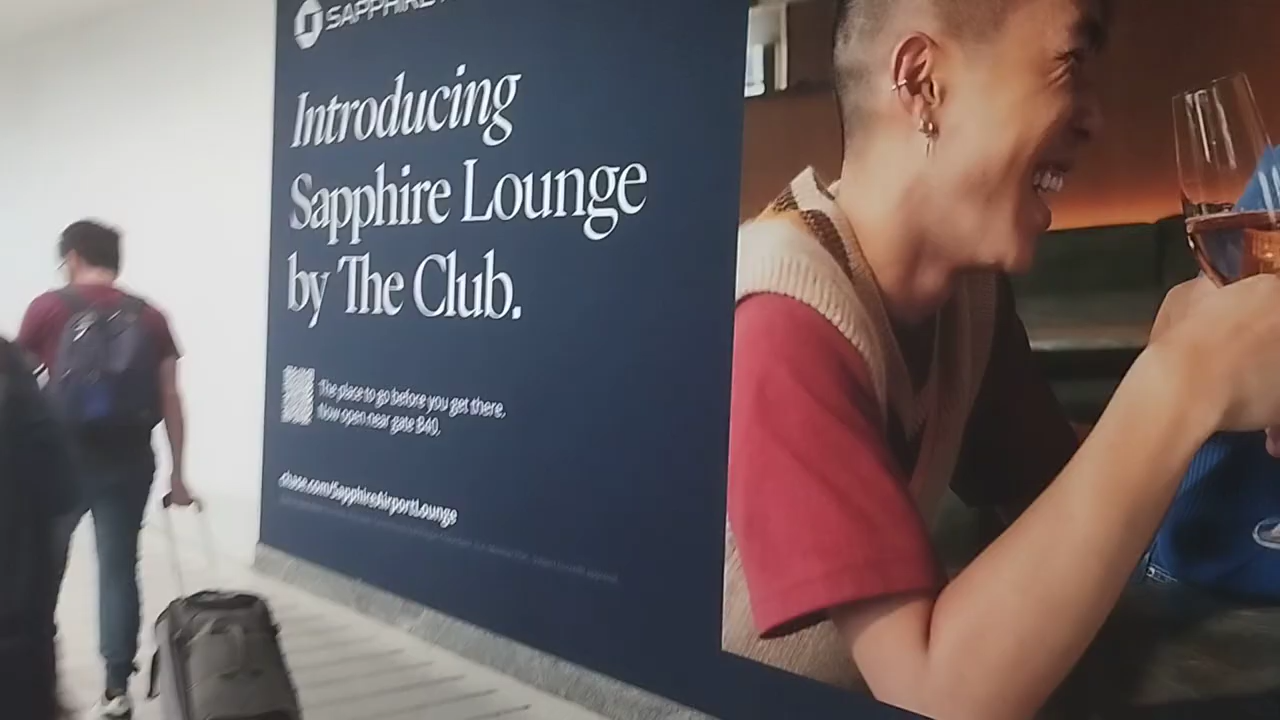 SAPPHIRE
Introducing
Sapphire Lounge
by The Club.
The place to go before you get there.
Now open near gate B40.
chase.com/SapphireAirportLounge